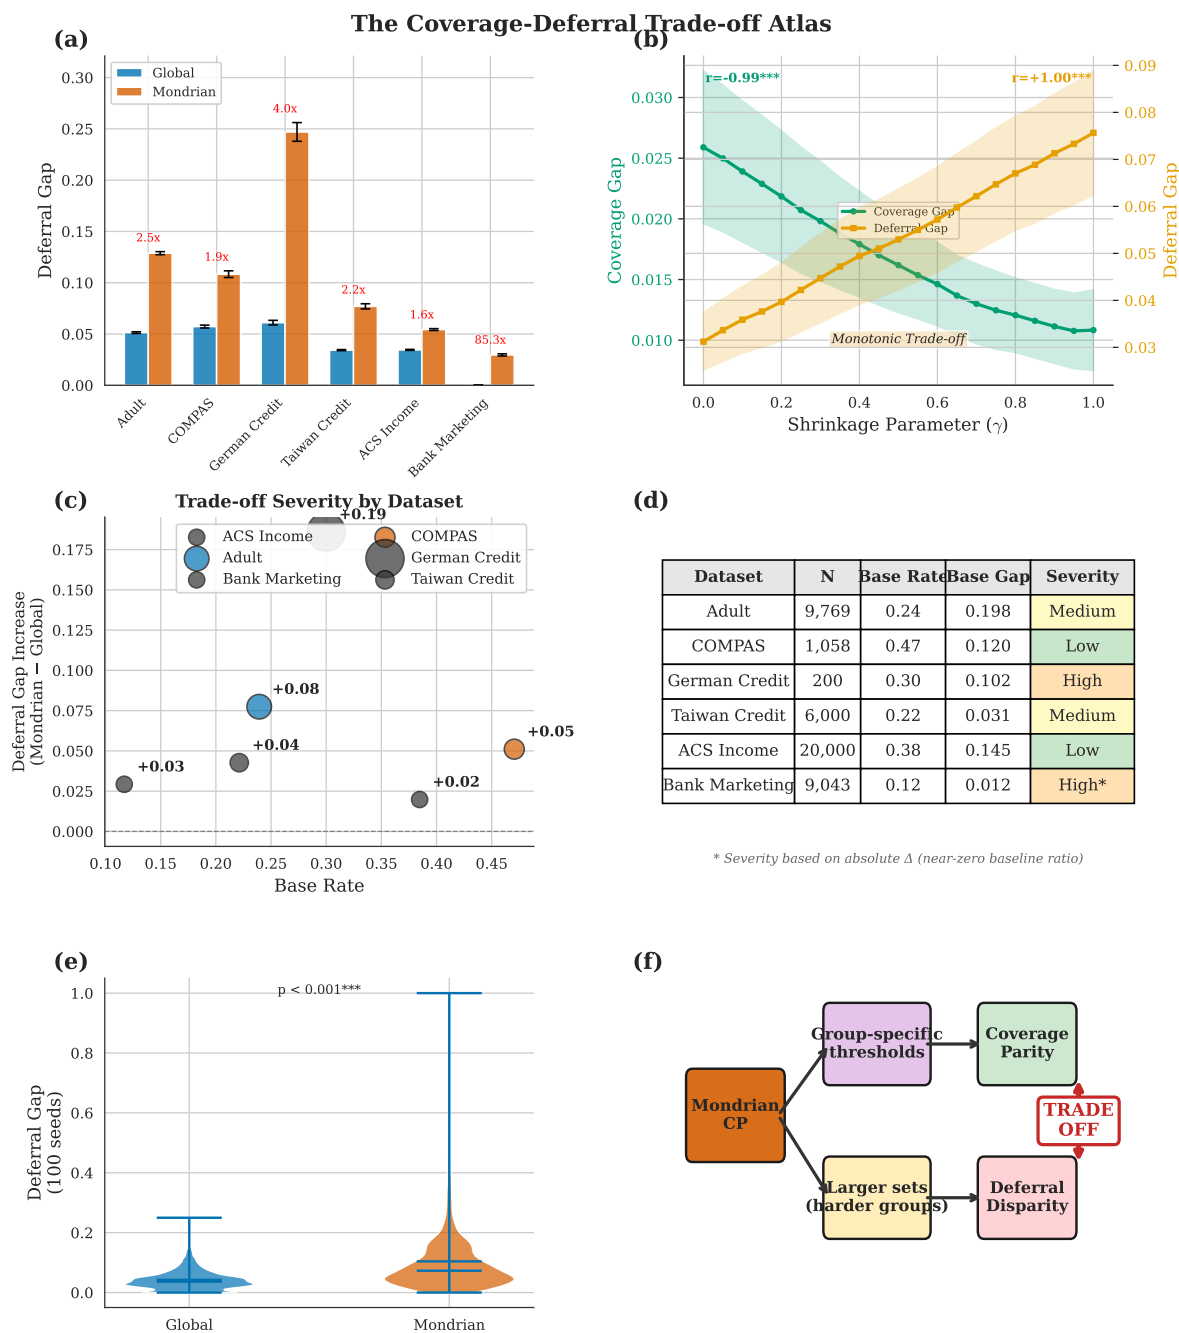 The Coverage-Deferral Trade-off Atlas
(a)
Global
Mondrian
Deferral Gap
0.30
0.25
0.20
0.15
0.10
0.05
0.00
2.5x
1.9x
4.0x
2.2x
1.6x
85.3x
Adult
COMPAS
German Credit
Taiwan Credit
ACS Income
Bank Marketing
(b)
r=-0.99***
r=+1.00***
Coverage Gap
0.030
0.025
0.020
0.015
0.010
Coverage Gap
Deferral Gap
Monotonic Trade-off
0.09
0.08
0.07
0.06
0.05
0.04
0.03
Deferral Gap
0.0
0.2
0.4
0.6
0.8
1.0
Shrinkage Parameter (γ)
(c)
Trade-off Severity by Dataset
ACS Income
Adult
Bank Marketing
COMPAS
German Credit
Taiwan Credit
Deferral Gap Increase
(Mondrian − Global)
0.175
0.150
0.125
0.100
0.075
0.050
0.025
0.000
+0.19
+0.08
+0.05
+0.04
+0.03
+0.02
0.10
0.15
0.20
0.25
0.30
0.35
0.40
0.45
Base Rate
(d)
Dataset N Base Rate Base Gap Severity
Adult 9,769 0.24 0.198 Medium
COMPAS 1,058 0.47 0.120 Low
German Credit 200 0.30 0.102 High
Taiwan Credit 6,000 0.22 0.031 Medium
ACS Income 20,000 0.38 0.145 Low
Bank Marketing 9,043 0.12 0.012 High*
* Severity based on absolute Δ (near-zero baseline ratio)
(e)
p < 0.001***
Deferral Gap
(100 seeds)
1.0
0.8
0.6
0.4
0.2
0.0
Global
Mondrian
(f)
Mondrian
CP
Group-specific
thresholds
Coverage
Parity
TRADE
OFF
Larger sets
(harder groups)
Deferral
Disparity